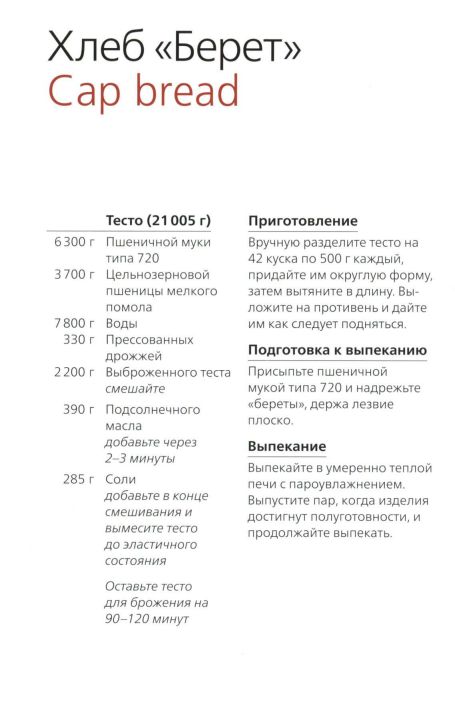 Хлеб «Берет»
Cap bread
Тесто (21 005 г)
6 300 г Пшеничной муки
типа 720
3 700 г Цельнозерновой
пшеницы мелкого
помола
7 800 г Воды
330 г Прессованных
дрожжей
2 200 г Выброженного теста
смешайте
390 г Подсолнечного
масла
добавьте через
2–3 минуты
285 г Соли
добавьте в конце
смешивания и
вымесите тесто
до эластичного
состояния
Оставьте тесто
для брожения на
90–120 минут
Приготовление
Вручную разделите тесто на
42 куска по 500 г каждый,
придайте им округлую форму,
затем вытяните в длину. Вы-
ложите на противень и дайте
им как следует подняться.
Подготовка к выпеканию
Присыпьте пшеничной
мукой типа 720 и надрежьте
«береты», держа лезвие
плоско.
Выпекание
Выпекайте в умеренно теплой
печи с пароувлажнением.
Выпустите пар, когда изделия
достигнут полуготовности, и
продолжайте выпекать.